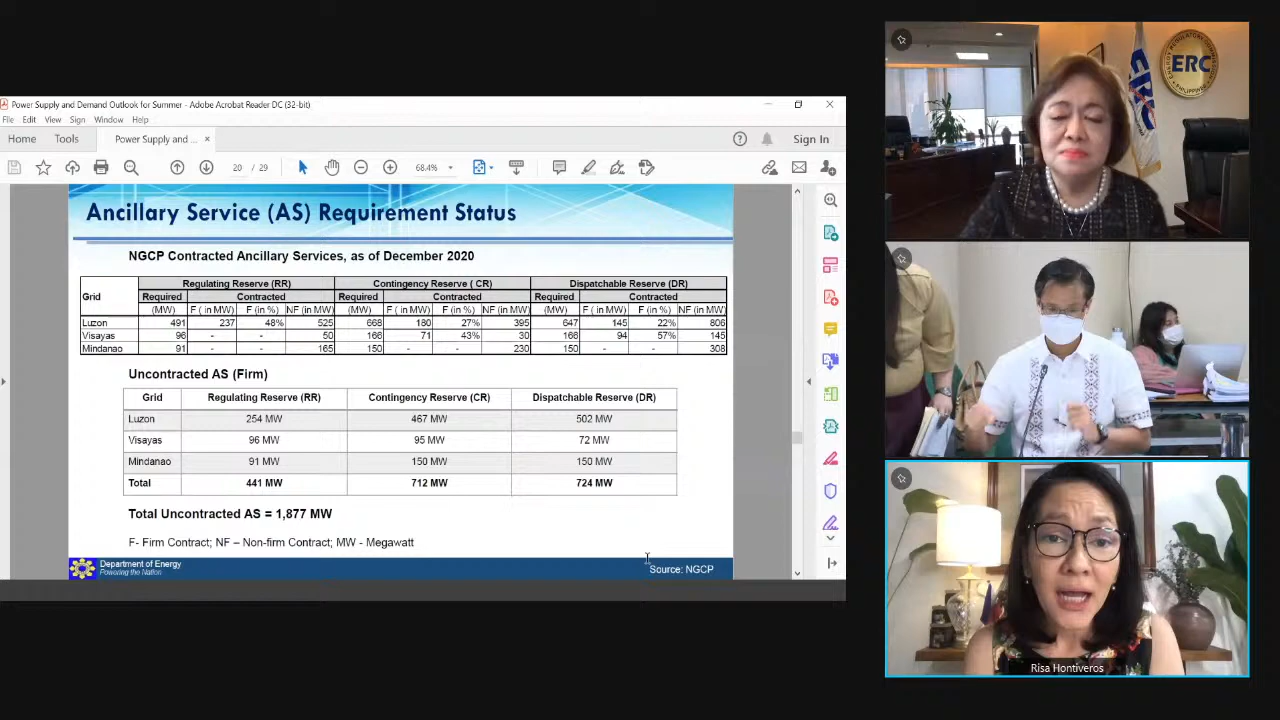 Power Supply and Demand Outlook for Summer - Adobe Acrobat Reader DC (32-bit)
File Edit View Sign Window Help
Home Tools Power Supply and ... × Sign In
20 / 29 68.4%
Ancillary Service (AS) Requirement Status
NGCP Contracted Ancillary Services, as of December 2020
Grid Regulating Reserve (RR) Contingency Reserve ( CR) Dispatchable Reserve (DR)
Required Contracted Required Contracted Required Contracted
(MW) F ( in MW) F (in %) NF (in MW) (MW) F ( in MW) F (in %) NF (in MW) (MW) F ( in MW) F (in %) NF (in MW)
Luzon 491 237 48% 525 668 180 27% 395 647 145 22% 806
Visayas 96 - - 50 166 71 43% 30 166 94 57% 145
Mindanao 91 - - 165 150 - - 230 150 - - 308
Uncontracted AS (Firm)
Grid Regulating Reserve (RR) Contingency Reserve (CR) Dispatchable Reserve (DR)
Luzon 254 MW 467 MW 502 MW
Visayas 96 MW 95 MW 72 MW
Mindanao 91 MW 150 MW 150 MW
Total 441 MW 712 MW 724 MW
Total Uncontracted AS = 1,877 MW
F- Firm Contract; NF – Non-firm Contract; MW - Megawatt
Department of Energy
Powering the Nation
Source: NGCP
ERC
ERC
Risa Hontiveros